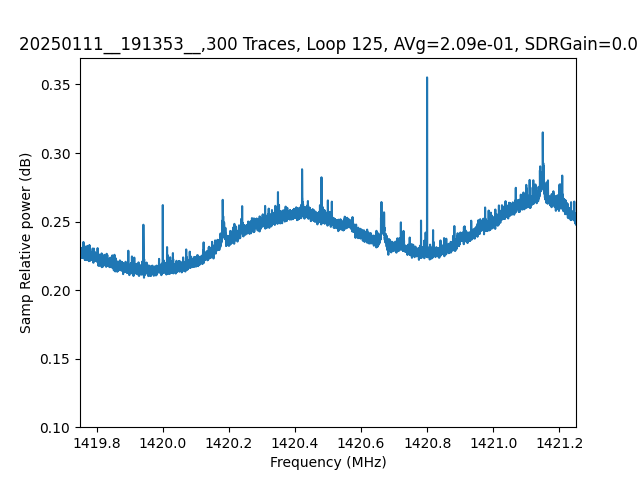 20250111__191353__,300 Traces, Loop 125, AVg=2.09e-01, SDRGain=0.0
0.35
0.30
0.25
0.20
0.15
0.10
Samp Relative power (dB)
1419.8 1420.0 1420.2 1420.4 1420.6 1420.8 1421.0 1421.2
Frequency (MHz)